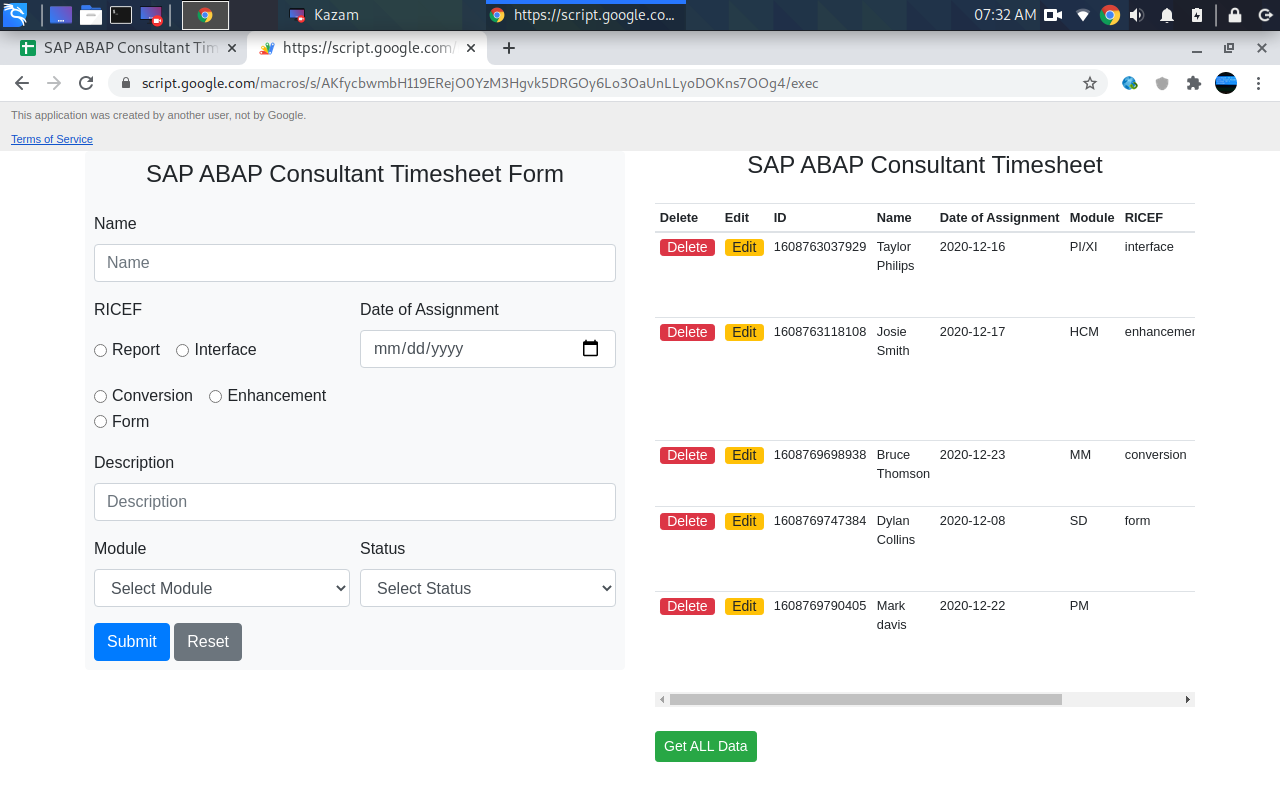 Kazam
https://script.google.co...
07:32 AM
SAP ABAP Consultant Tim
https://script.google.com/
script.google.com/macros/s/AKfycbwmbH119ERejO0YzM3Hgvk5DRGOy6Lo3OaUnLLyoDOKns7OOg4/exec
This application was created by another user, not by Google.
Terms of Service
SAP ABAP Consultant Timesheet Form
Name
Name
RICEF
Date of Assignment
Report
Interface
mm/dd/yyyy
Conversion
Enhancement
Form
Description
Description
Module
Status
Select Module
Select Status
Submit
Reset
SAP ABAP Consultant Timesheet
Delete Edit ID Name Date of Assignment Module RICEF
Delete Edit 1608763037929 Taylor 2020-12-16 PI/XI interface
Philips
Delete Edit 1608763118108 Josie 2020-12-17 HCM enhancemen
Smith
Delete Edit 1608769698938 Bruce 2020-12-23 MM conversion
Thomson
Delete Edit 1608769747384 Dylan 2020-12-08 SD form
Collins
Delete Edit 1608769790405 Mark 2020-12-22 PM
davis
Get ALL Data